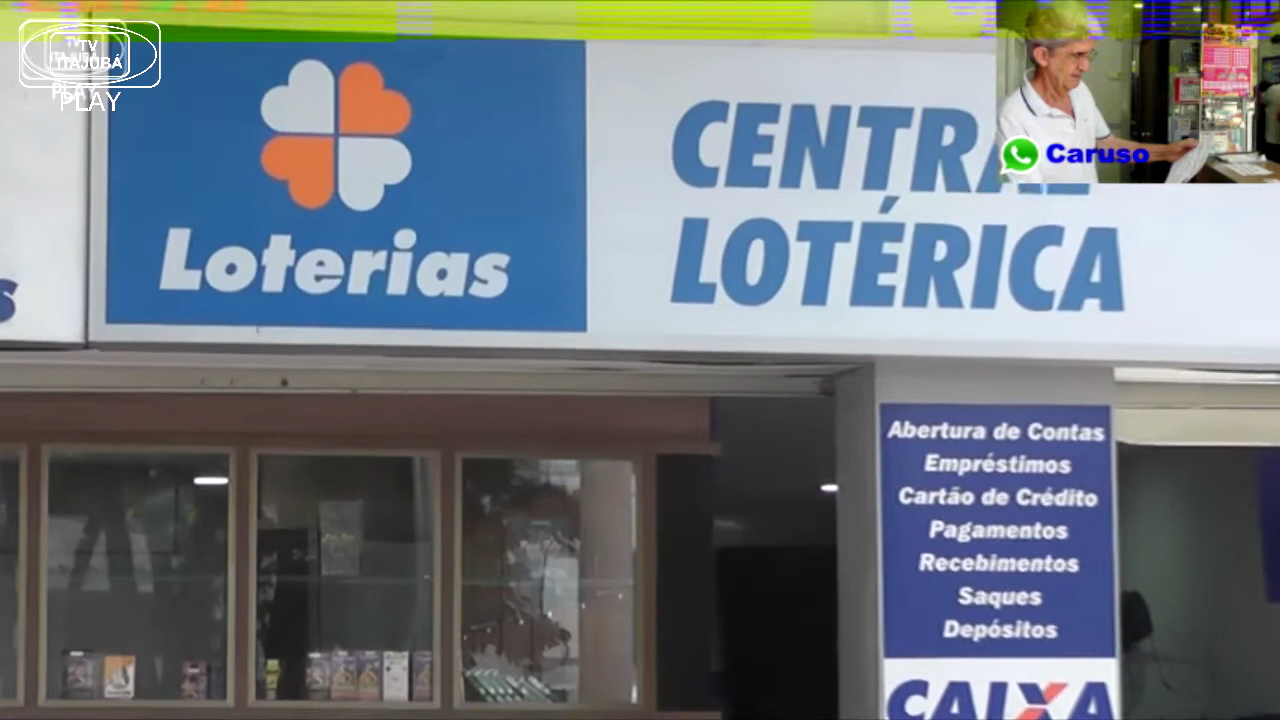 TV
ITAJUBÁ
PLAY
Loterias
CENTRAL
LOTÉRICA
Caruso
Abertura de Contas
Empréstimos
Cartão de Crédito
Pagamentos
Recebimentos
Saques
Depósitos
CAIXA